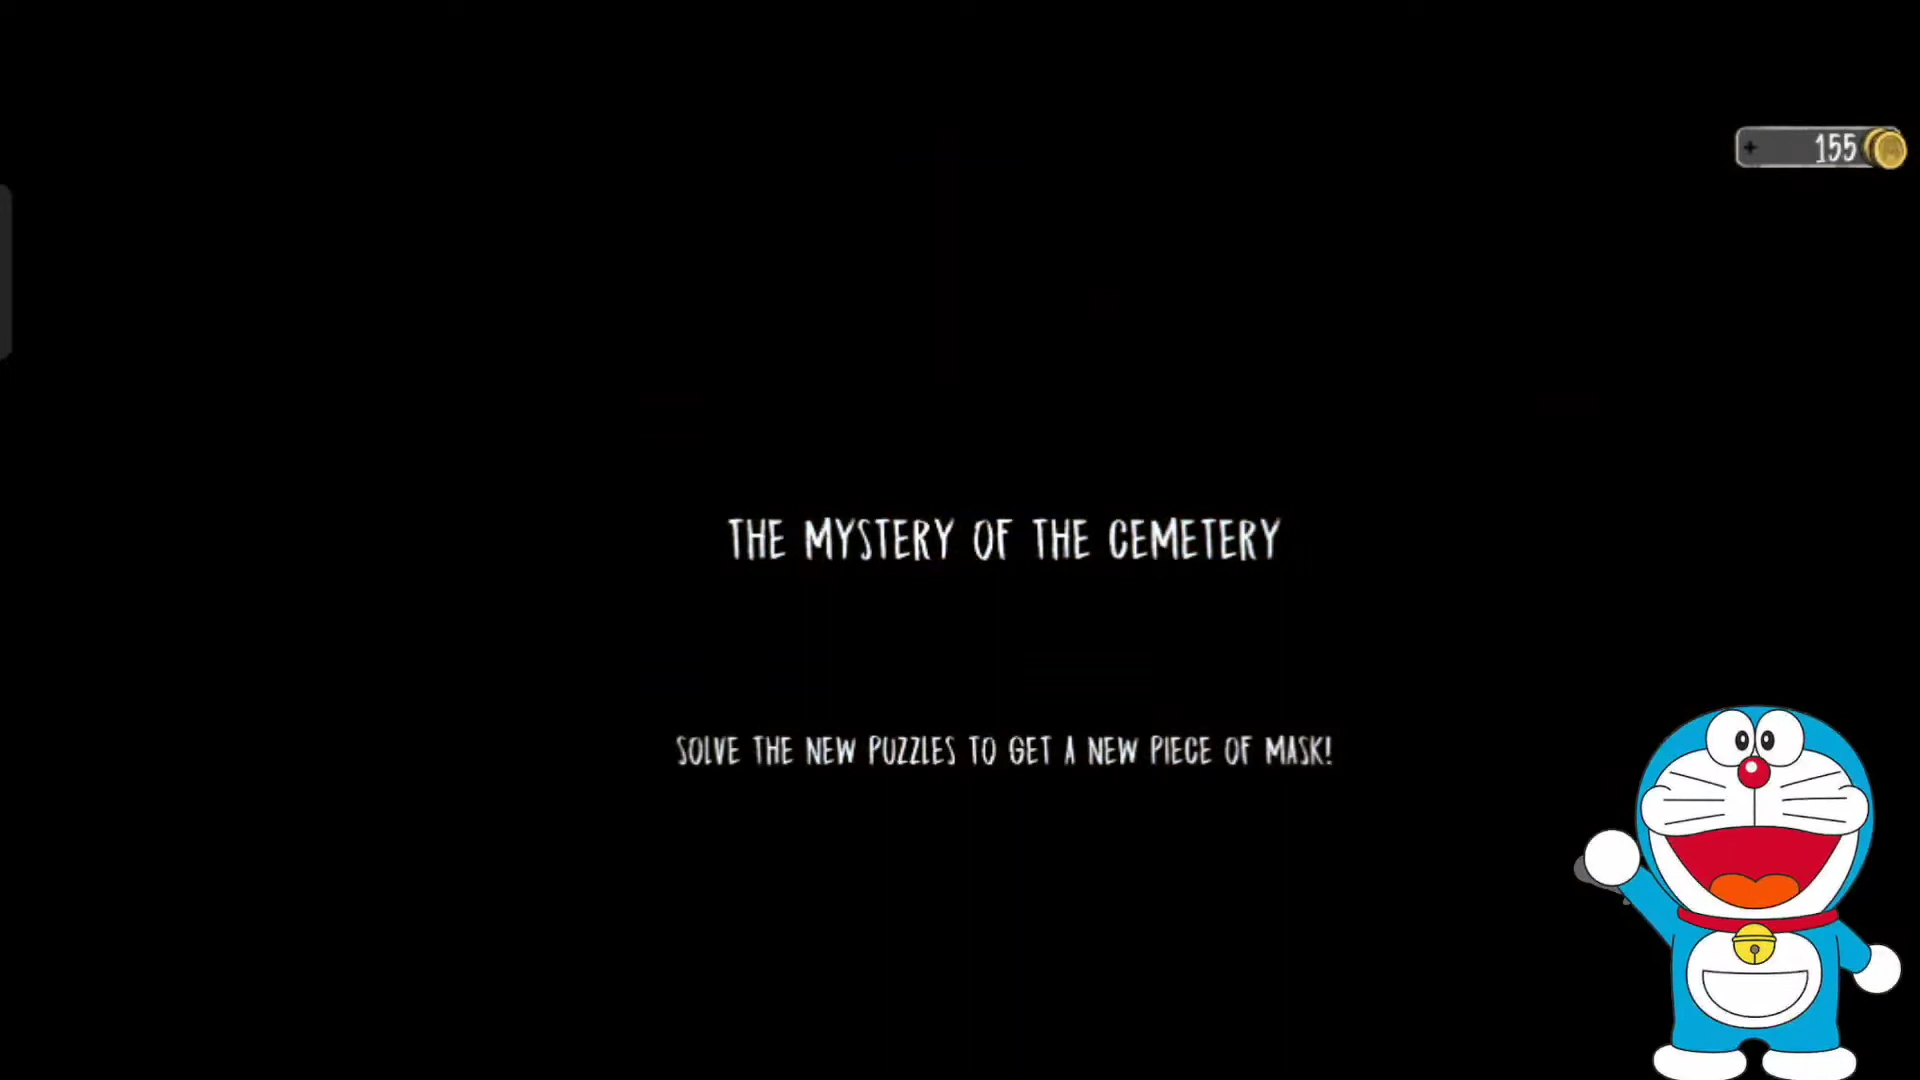 155
THE MYSTERY OF THE CEMETERY
SOLVE THE NEW PUZZLES TO GET A NEW PIECE OF MASK!